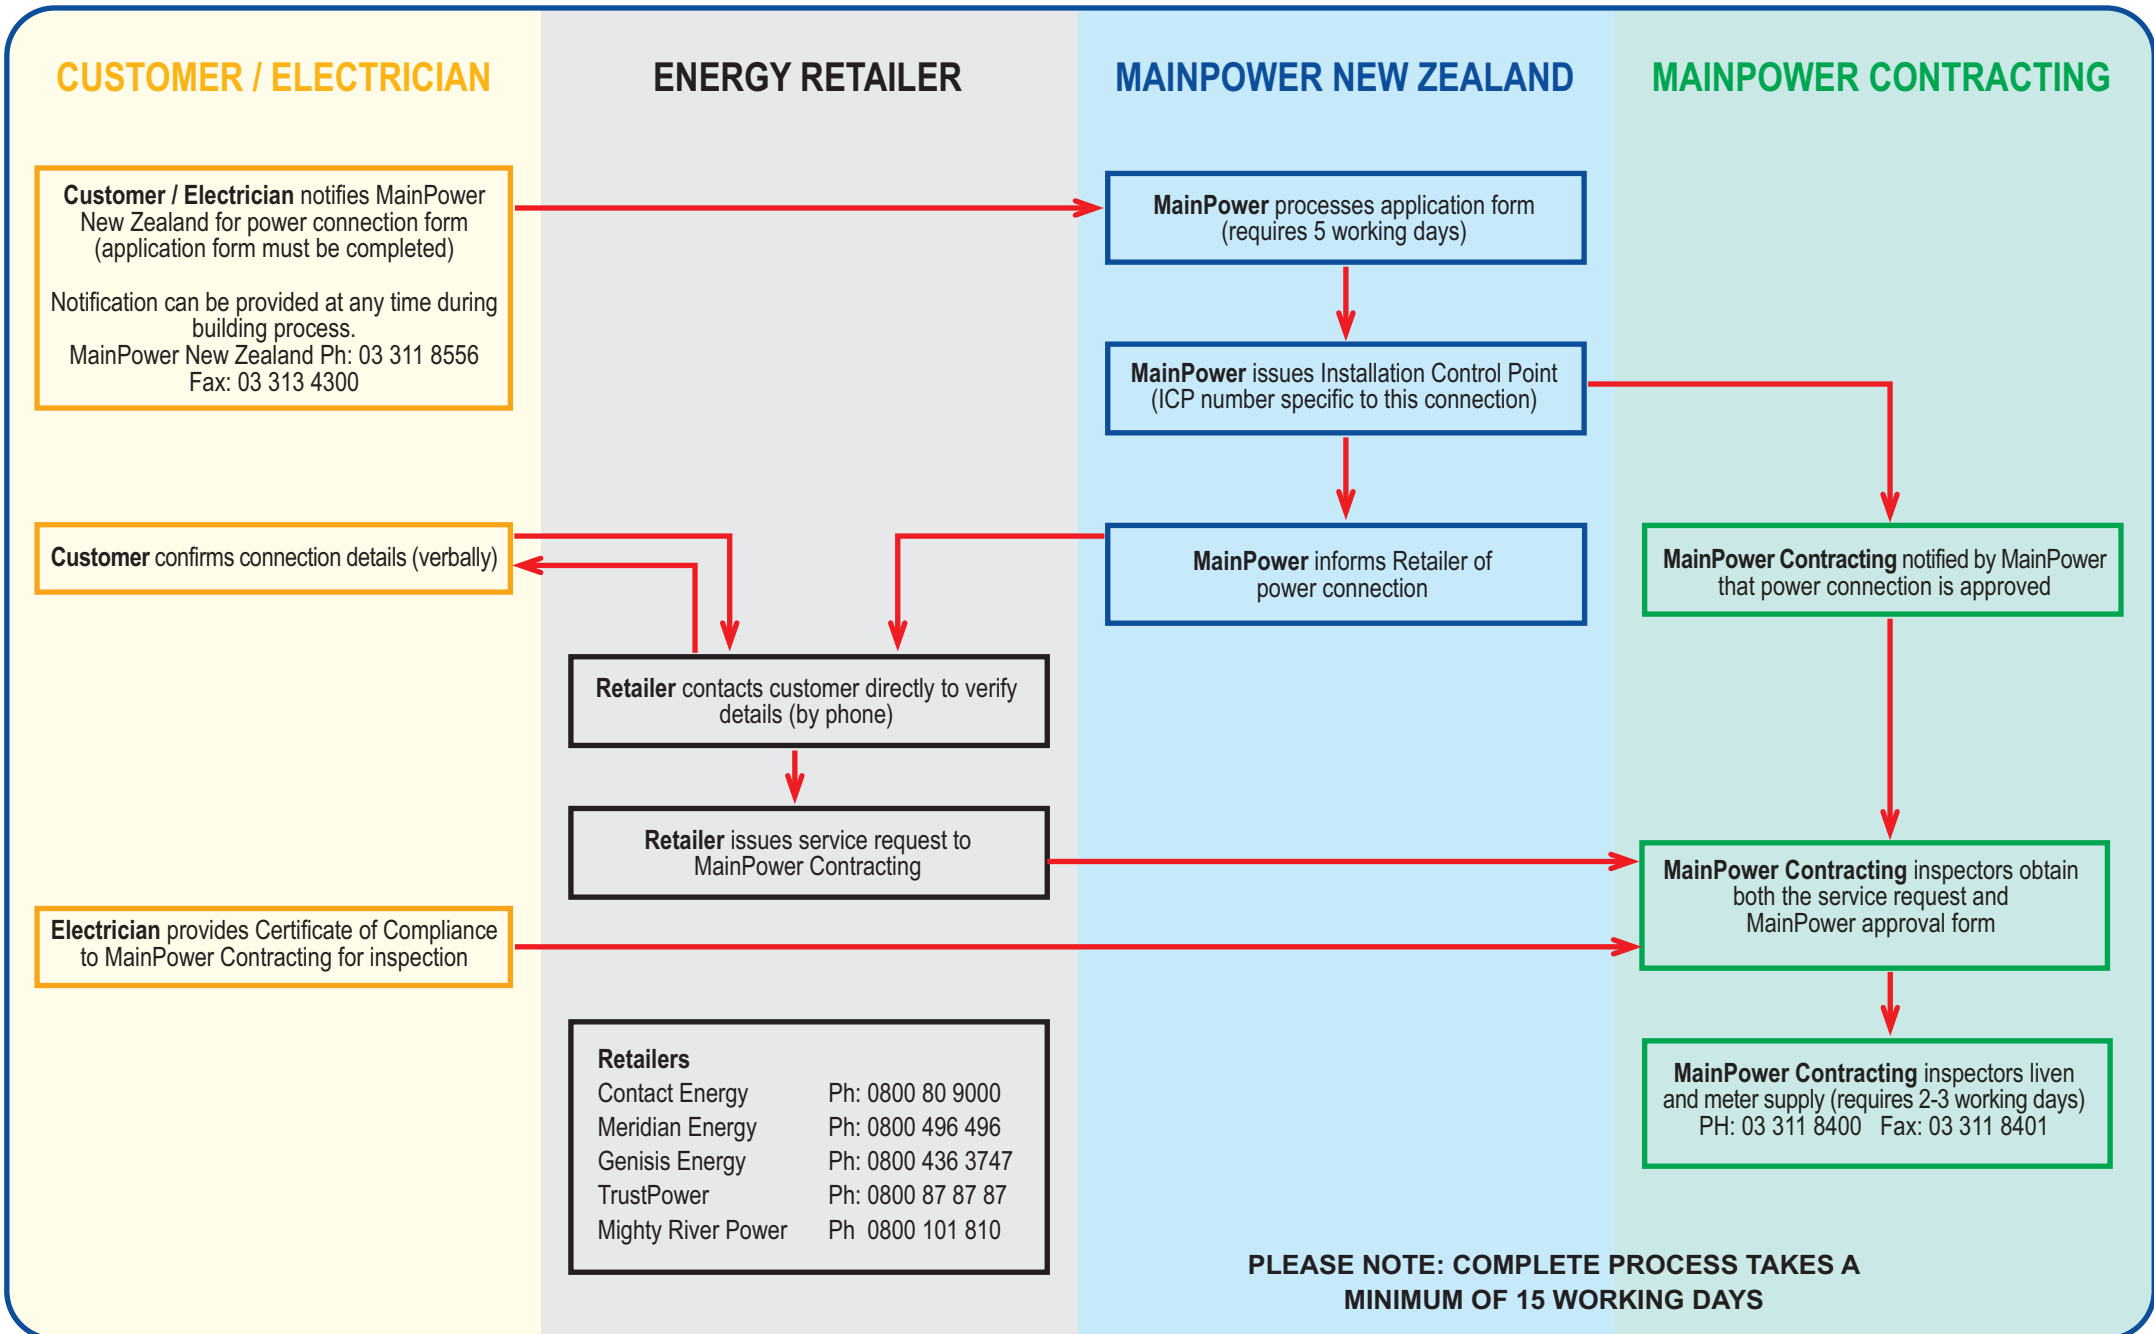 CUSTOMER / ELECTRICIAN
Customer / Electrician notifies MainPower
New Zealand for power connection form
(application form must be completed)
Notification can be provided at any time during
building process.
MainPower New Zealand Ph: 03 311 8556
Fax: 03 313 4300
Customer confirms connection details (verbally)
Electrician provides Certificate of Compliance
to MainPower Contracting for inspection
ENERGY RETAILER
Retailer contacts customer directly to verify
details (by phone)
Retailer issues service request to
MainPower Contracting
Retailers
Contact Energy Ph: 0800 80 9000
Meridian Energy Ph: 0800 496 496
Genisis Energy Ph: 0800 436 3747
TrustPower Ph: 0800 87 87 87
Mighty River Power Ph 0800 101 810
MAINPOWER NEW ZEALAND
MainPower processes application form
(requires 5 working days)
MainPower issues Installation Control Point
(ICP number specific to this connection)
MainPower informs Retailer of
power connection
MAINPOWER CONTRACTING
MainPower Contracting notified by MainPower
that power connection is approved
MainPower Contracting inspectors obtain
both the service request and
MainPower approval form
MainPower Contracting inspectors liven
and meter supply (requires 2-3 working days)
PH: 03 311 8400 Fax: 03 311 8401
PLEASE NOTE: COMPLETE PROCESS TAKES A
MINIMUM OF 15 WORKING DAYS